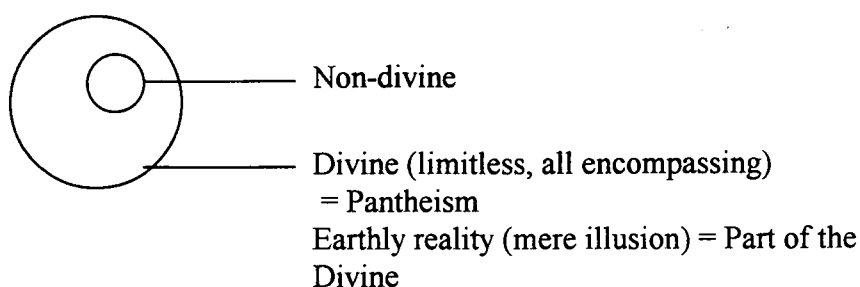 Non-divine
Divine (limitless, all encompassing)
= Pantheism
Earthly reality (mere illusion) = Part of the
Divine